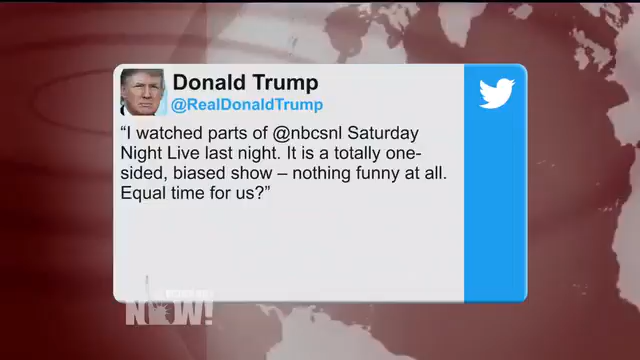 Donald Trump
@RealDonaldTrump
“I watched parts of @nbcsnl Saturday
Night Live last night. It is a totally one-
sided, biased show – nothing funny at all.
Equal time for us?”
NOW!